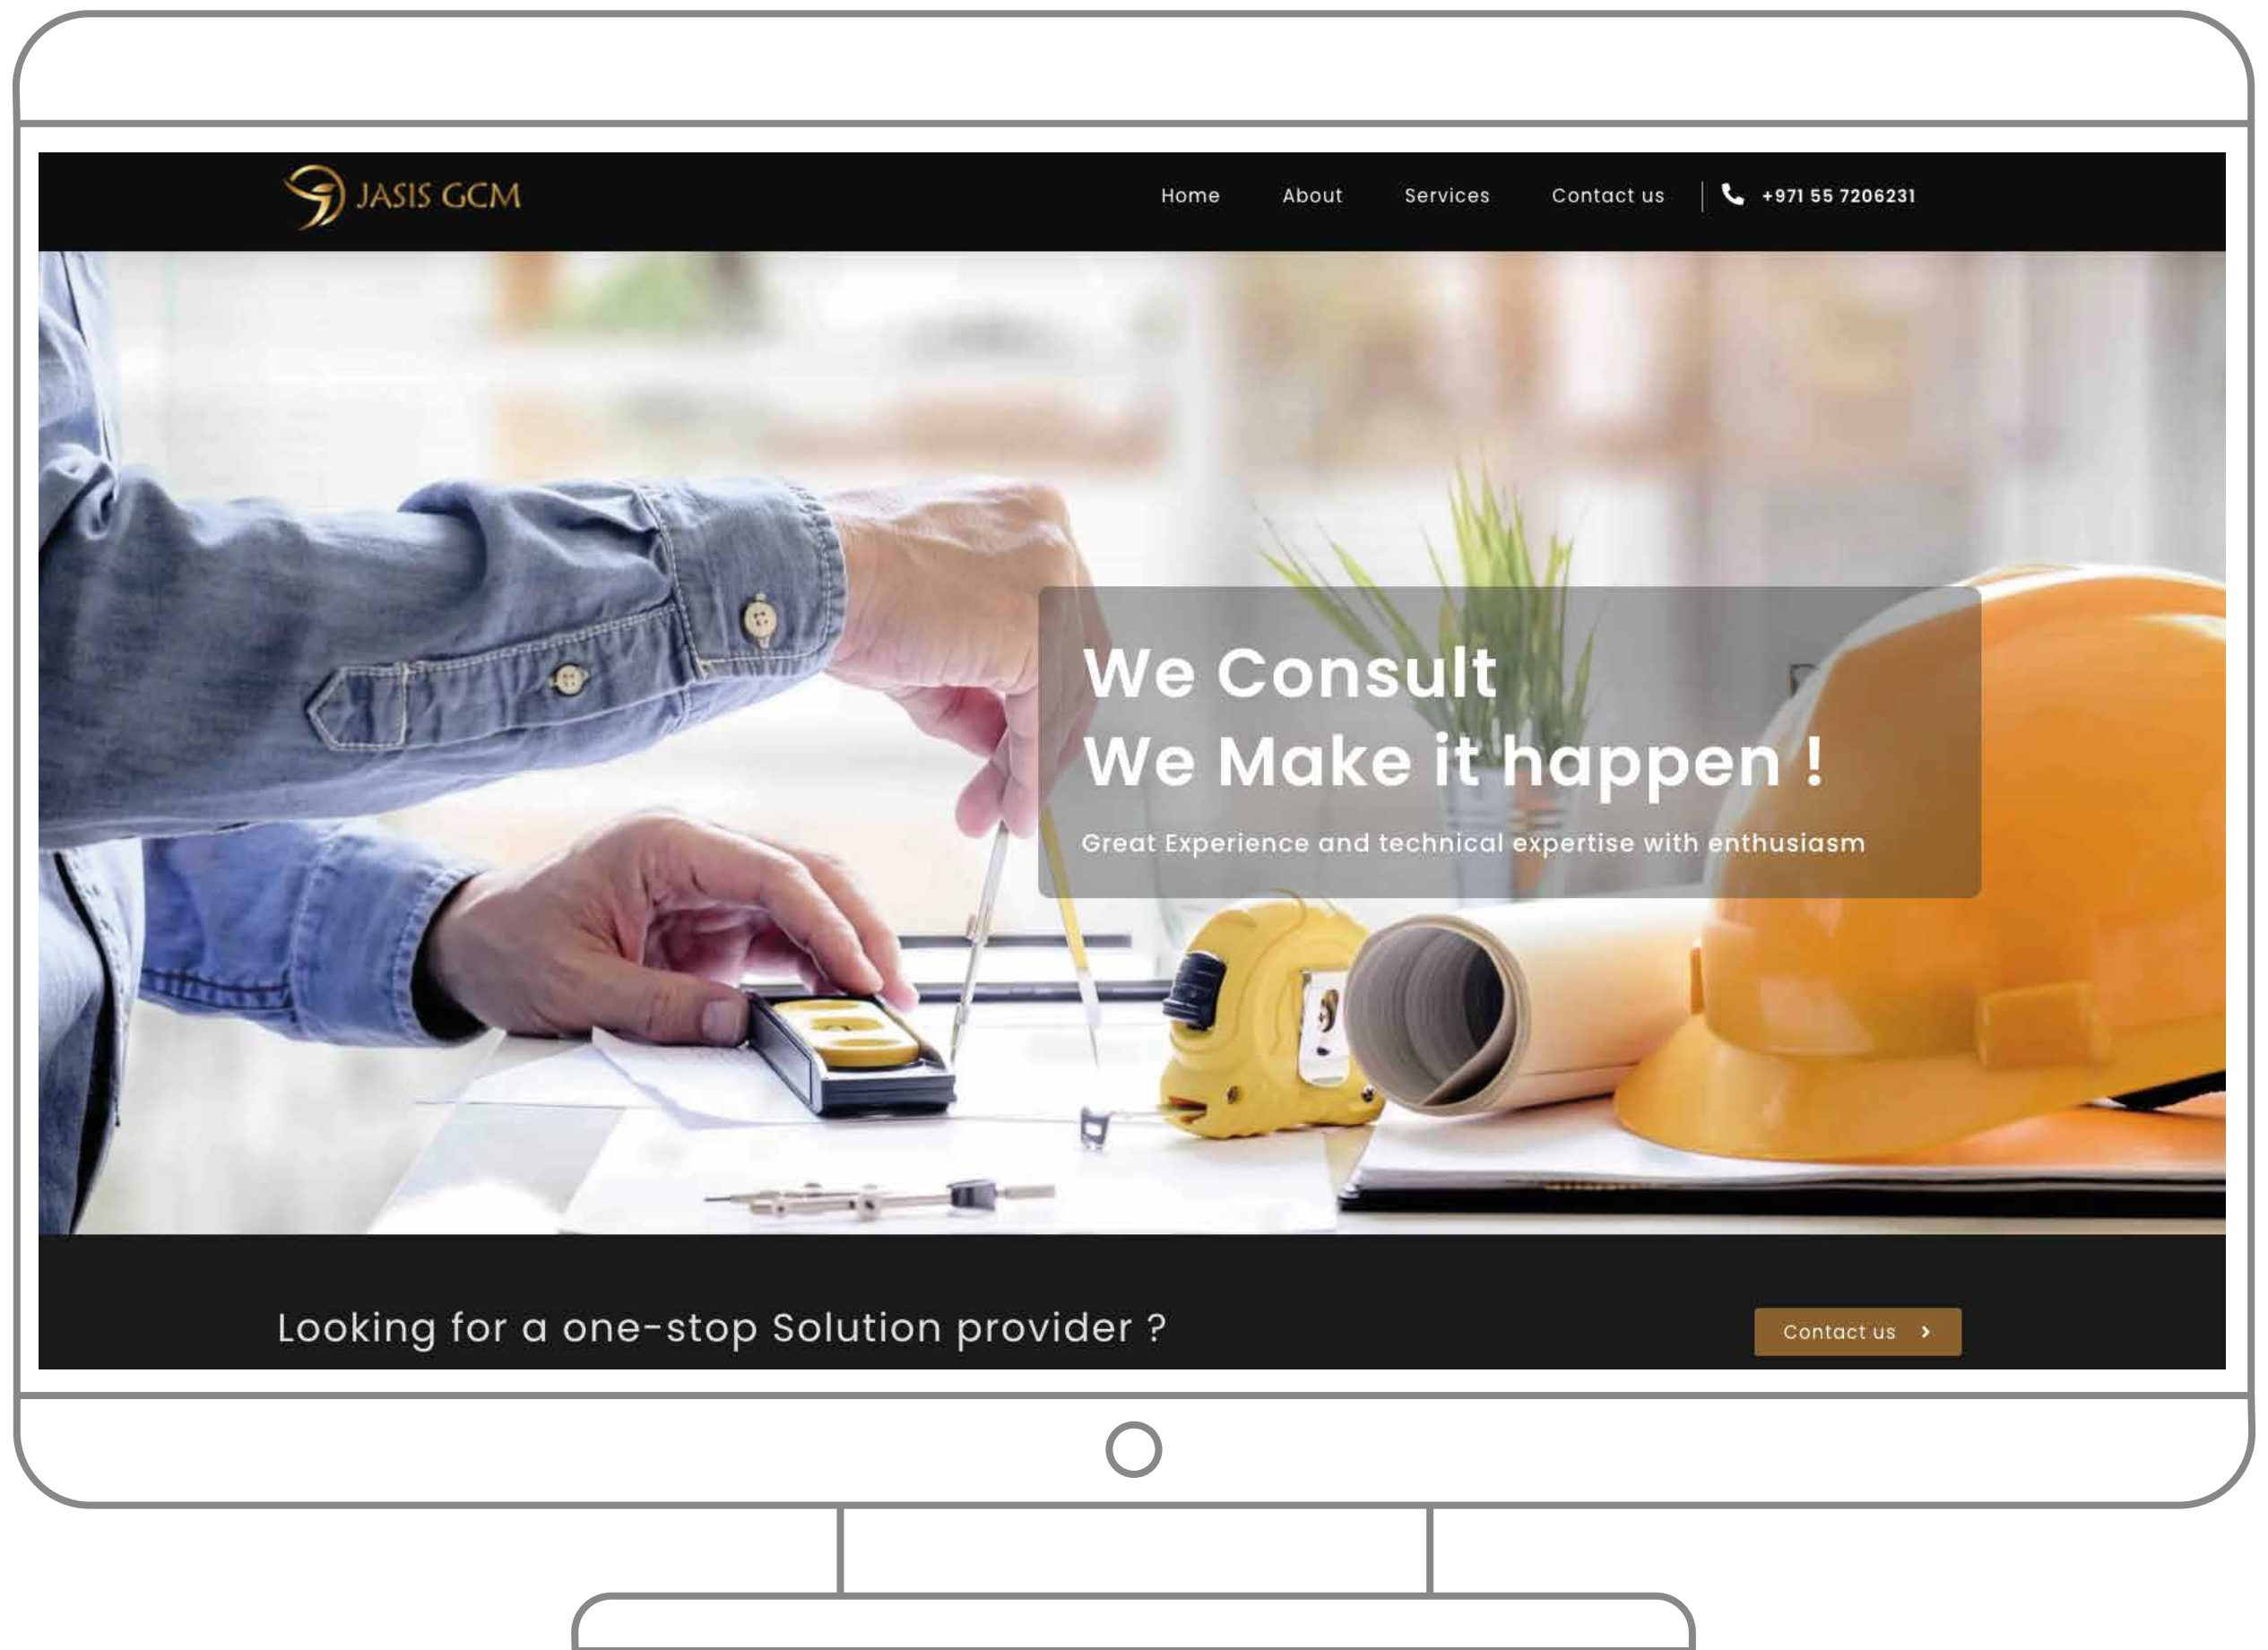 JASIS GCM
Home About Services Contact us +971 55 7206231
We Consult
We Make it happen !
Great Experience and technical expertise with enthusiasm
Looking for a one-stop Solution provider ?
Contact us